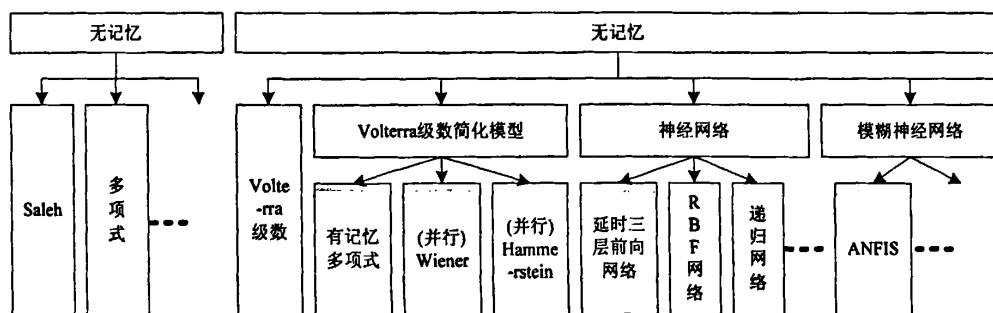 无记忆
无记忆
Saleh
多
项
式
Volte
-rra
级数
Volterra级数简化模型
有记忆
多项式
(并行)
Wiener
(并行)
Hamme
-rstein
神经网络
延时三
层前向
网络
R
B
F
网
络
递
归
网
络
模糊神经网络
ANFIS